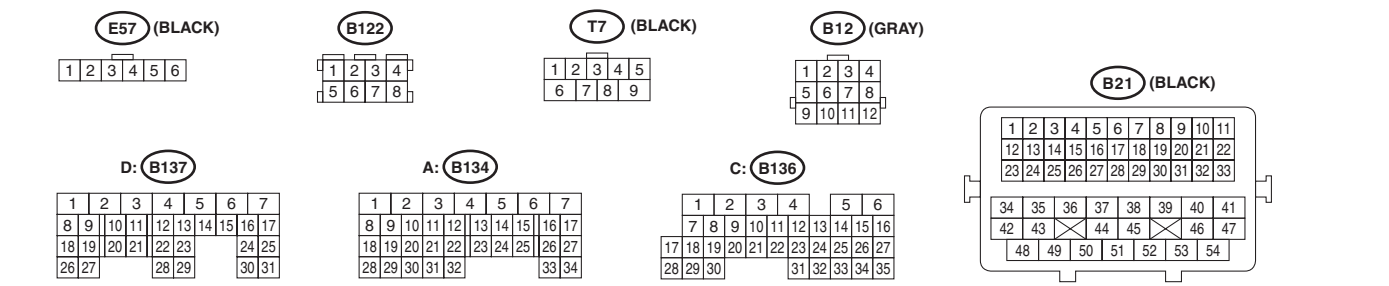 E57 (BLACK)
1 2 3 4 5 6
B122
1 2 3 4
5 6 7 8
T7 (BLACK)
1 2 3 4 5
6 7 8 9
B12 (GRAY)
1 2 3 4
5 6 7 8
9 10 11 12
B21 (BLACK)
1 2 3 4 5 6 7 8 9 10 11
12 13 14 15 16 17 18 19 20 21 22
23 24 25 26 27 28 29 30 31 32 33
34 35 36 37 38 39 40 41
42 43 44 45 46 47
48 49 50 51 52 53 54
D: B137
1 2 3 4 5 6 7
8 9 10 11 12 13 14 15 16 17
18 19 20 21 22 23 24 25
26 27 28 29 30 31
A: B134
1 2 3 4 5 6 7
8 9 10 11 12 13 14 15 16 17
18 19 20 21 22 23 24 25 26 27
28 29 30 31 32 33 34
C: B136
1 2 3 4 5 6
7 8 9 10 11 12 13 14 15 16
17 18 19 20 21 22 23 24 25 26 27
28 29 30 31 32 33 34 35